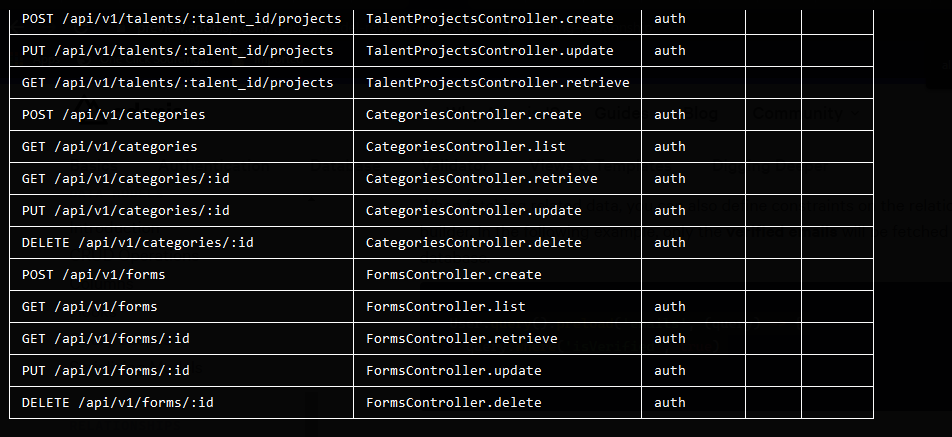 POST /api/v1/talents/:talent_id/projects TalentProjectsController.create auth
PUT /api/v1/talents/:talent_id/projects TalentProjectsController.update auth
GET /api/v1/talents/:talent_id/projects TalentProjectsController.retrieve
POST /api/v1/categories CategoriesController.create auth
GET /api/v1/categories CategoriesController.list auth
GET /api/v1/categories/:id CategoriesController.retrieve auth
PUT /api/v1/categories/:id CategoriesController.update auth
DELETE /api/v1/categories/:id CategoriesController.delete auth
POST /api/v1/forms FormsController.create
GET /api/v1/forms FormsController.list auth
GET /api/v1/forms/:id FormsController.retrieve auth
PUT /api/v1/forms/:id FormsController.update auth
DELETE /api/v1/forms/:id FormsController.delete auth